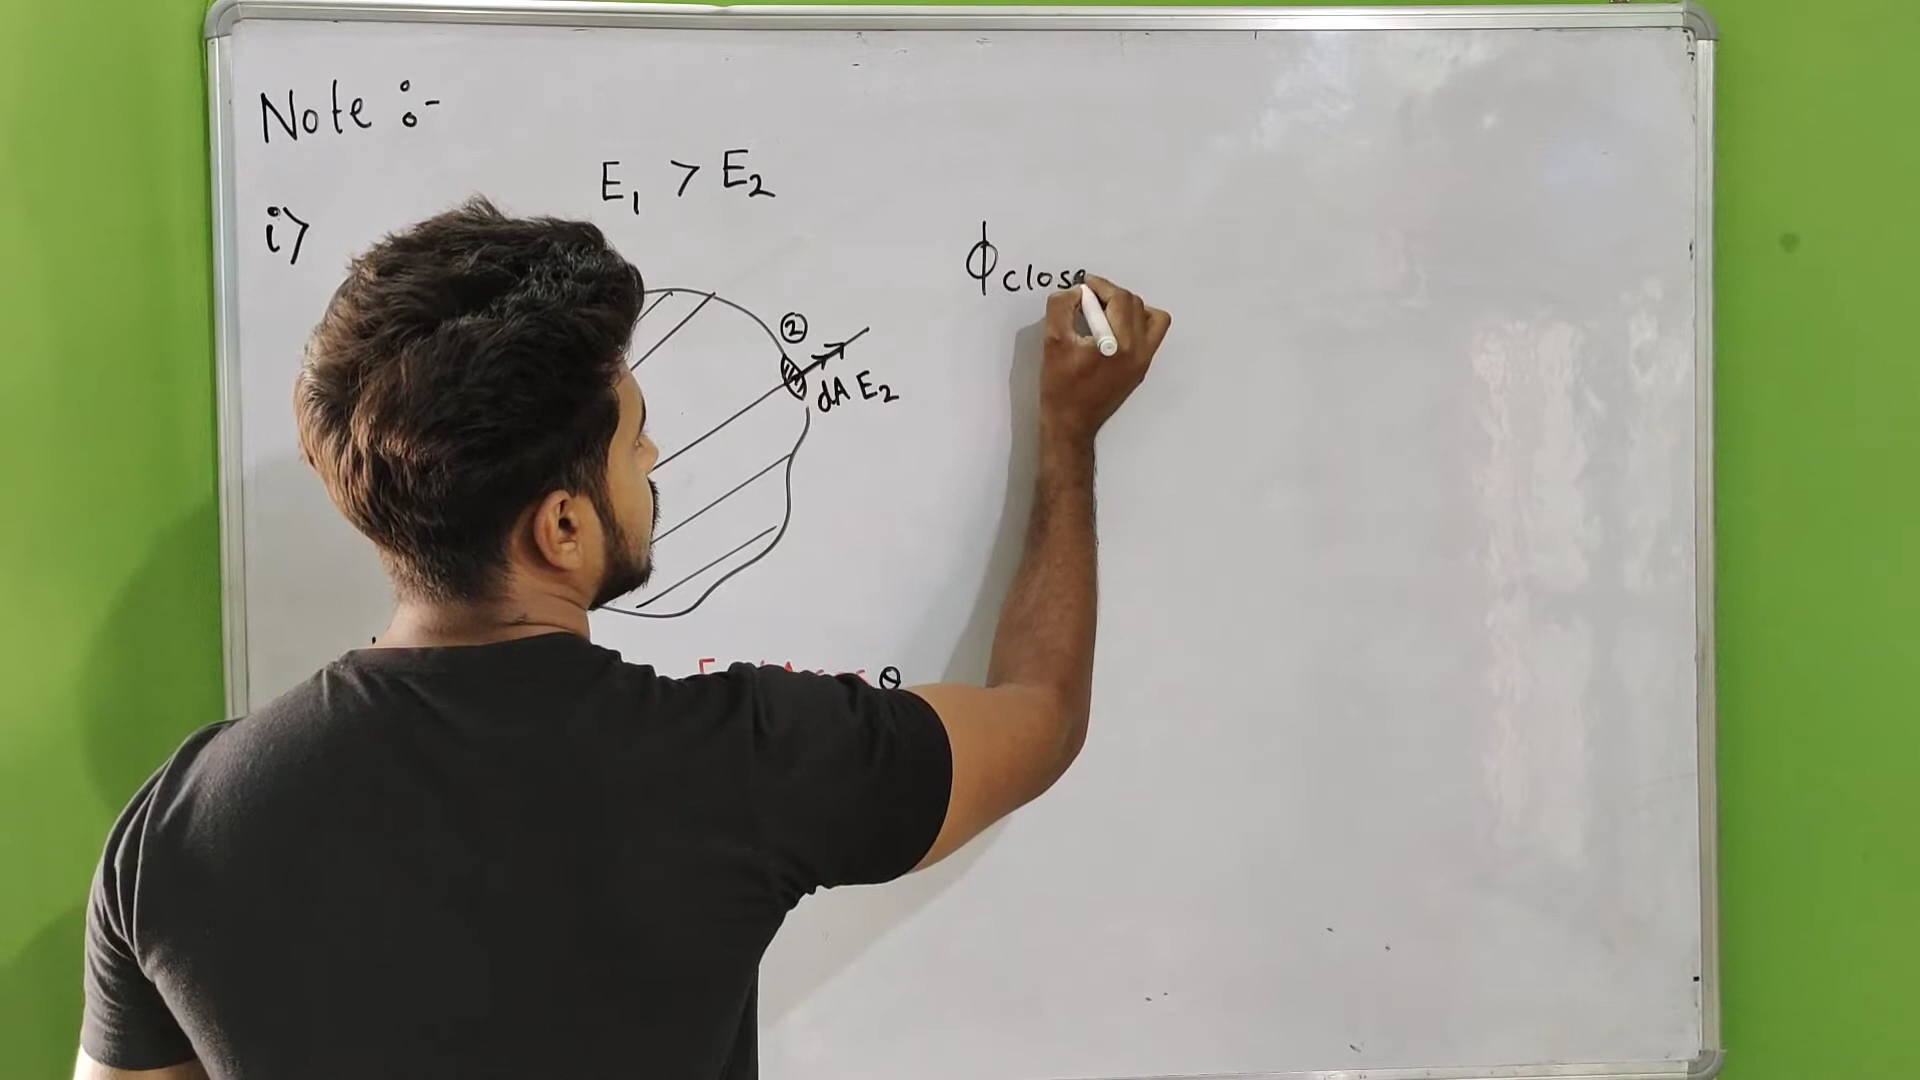 Note :-
E₁ > E₂
i>
ϕclose
②
dA E₂
θ